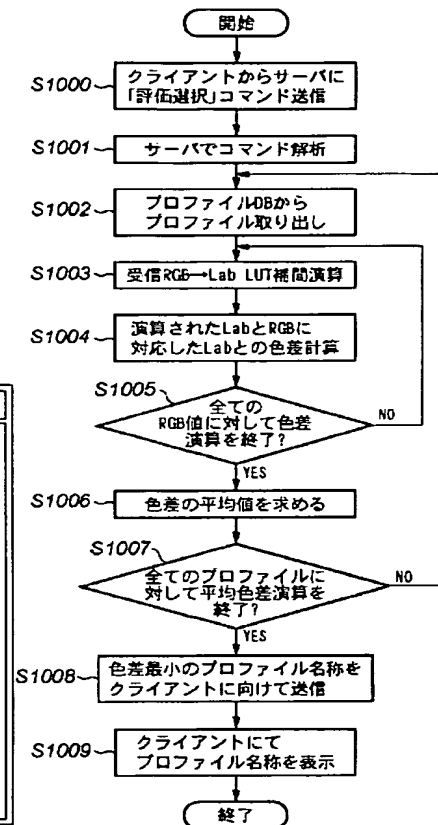 開始
S1000
クライアントからサーバに
「評価選択」コマンド送信
S1001
サーバでコマンド解析
S1002
プロファイルDBから
プロファイル取り出し
S1003
受信RGB→Lab LUT補間演算
S1004
演算されたLabとRGBに
対応したLabとの色差計算
S1005
全ての
RGB値に対して色差
演算を終了?
NO
YES
S1006
色差の平均値を求める
S1007
全てのプロファイルに
対して平均色差演算を
終了?
NO
YES
S1008
色差最小のプロファイル名称を
クライアントに向けて送信
S1009
クライアントにて
プロファイル名称を表示
終了